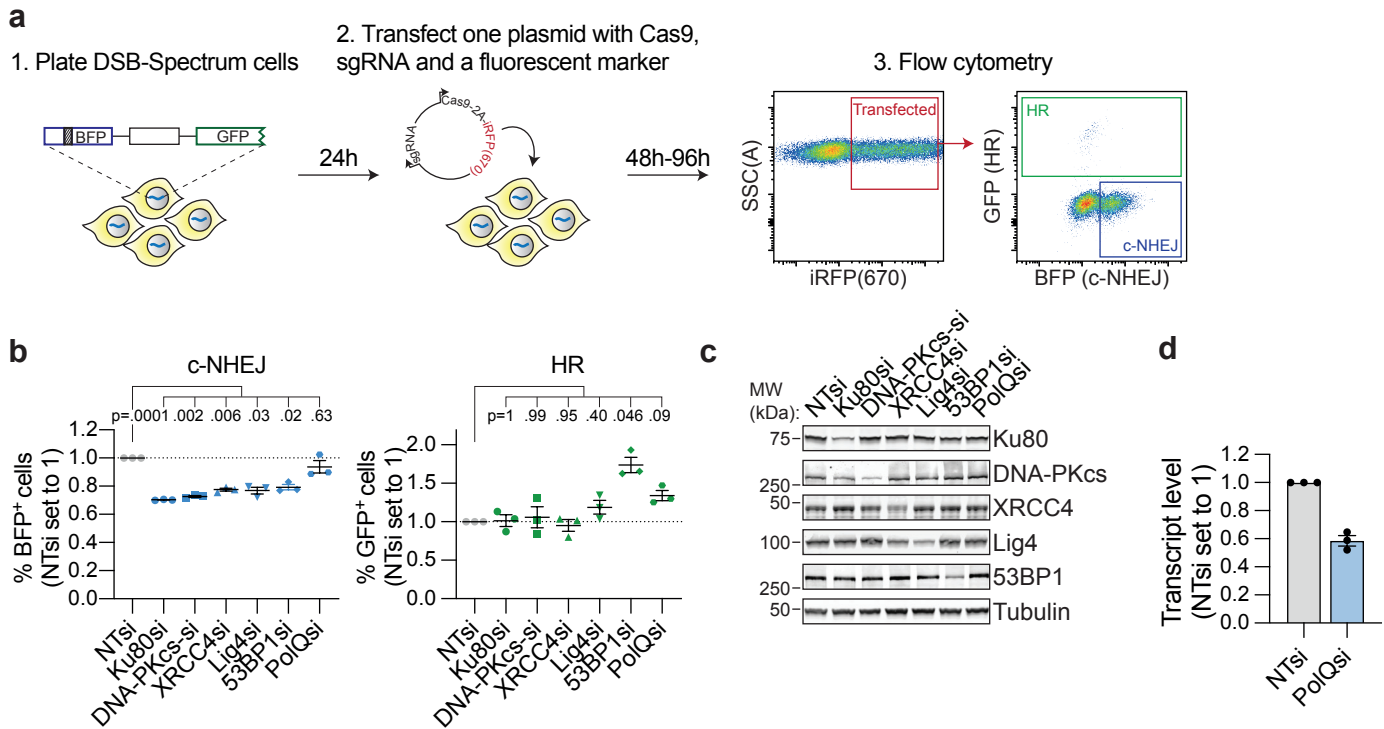 a
1. Plate DSB-Spectrum cells
2. Transfect one plasmid with Cas9,
sgRNA and a fluorescent marker
3. Flow cytometry
BFP
GFP
24h
Cas9-2A-iRFP(670)
sgRNA
48h-96h
Transfected
SSC(A)
iRFP(670)
HR
c-NHEJ
GFP (HR)
BFP (c-NHEJ)
b
c-NHEJ
p=.0001 .002 .006 .03 .02 .63
% BFP+ cells
(NTsi set to 1)
1.2
1.0
0.8
0.6
0.4
0.2
0.0
NTsi
Ku80si
DNA-PKcs-si
XRCC4si
Lig4si
53BP1si
PolQsi
HR
p=1 .99 .95 .40 .046 .09
% GFP+ cells
(NTsi set to 1)
2.0
1.5
1.0
0.5
0.0
NTsi
Ku80si
DNA-PKcs-si
XRCC4si
Lig4si
53BP1si
PolQsi
c
MW
(kDa):
NTsi
Ku80si
DNA-PKcs-si
XRCC4si
Lig4si
53BP1si
PolQsi
75 Ku80
250 DNA-PKcs
50 XRCC4
100 Lig4
250 53BP1
50 Tubulin
d
Transcript level
(NTsi set to 1)
1.2
1.0
0.8
0.6
0.4
0.2
0.0
NTsi
PolQsi